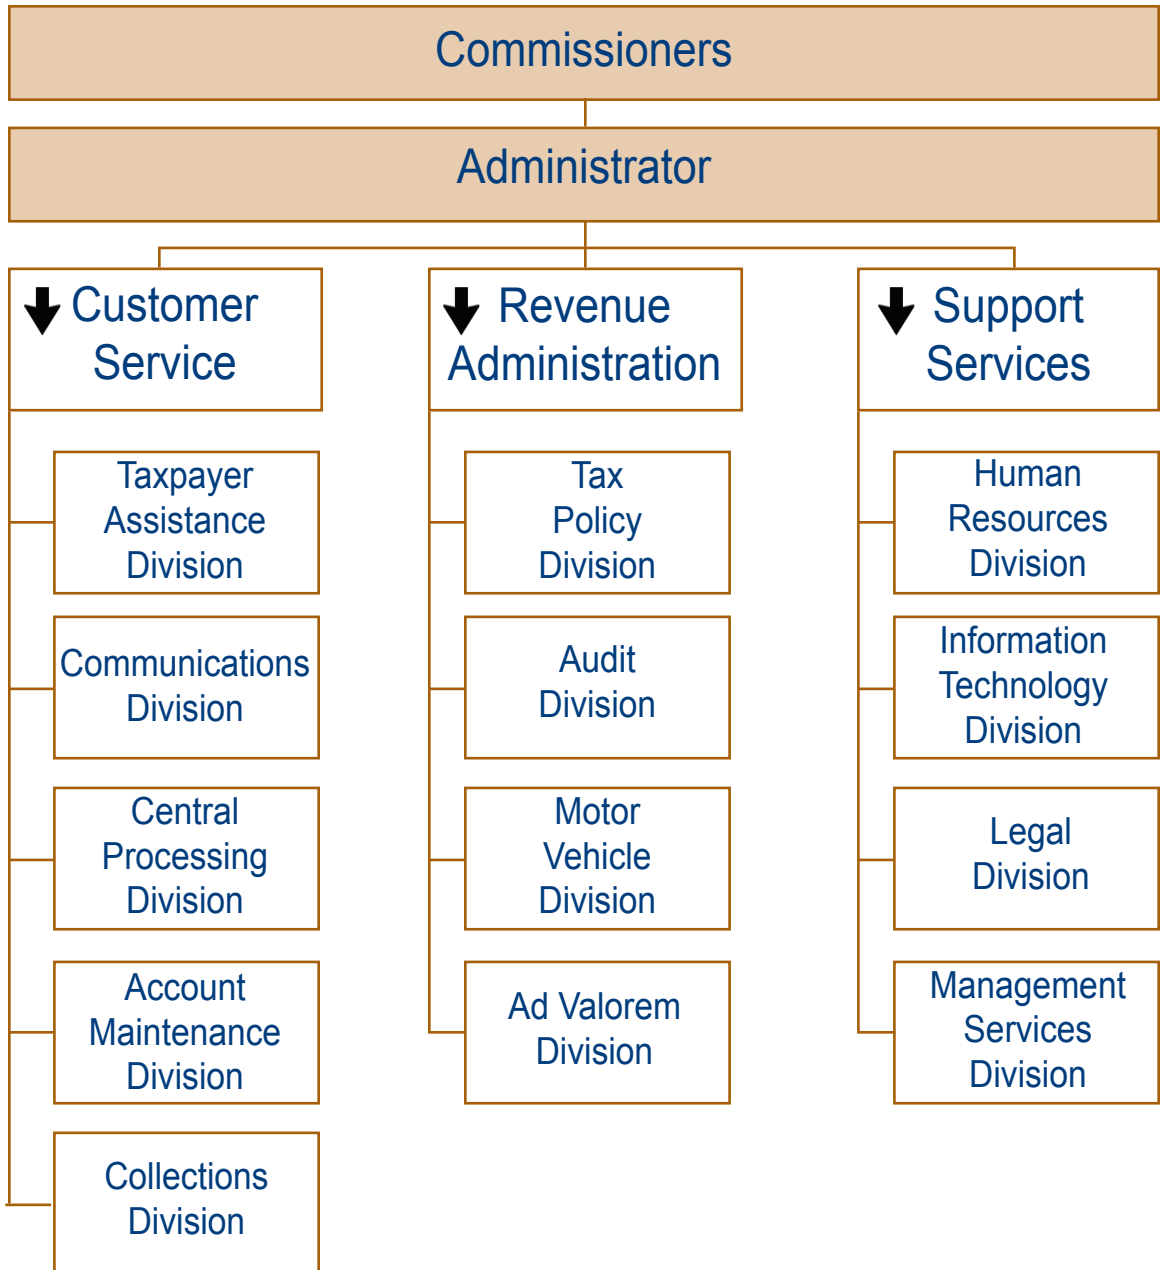 Commissioners
Administrator
Customer
Service
Taxpayer
Assistance
Division
Communications
Division
Central
Processing
Division
Account
Maintenance
Division
Collections
Division
Revenue
Administration
Tax
Policy
Division
Audit
Division
Motor
Vehicle
Division
Ad Valorem
Division
Support
Services
Human
Resources
Division
Information
Technology
Division
Legal
Division
Management
Services
Division